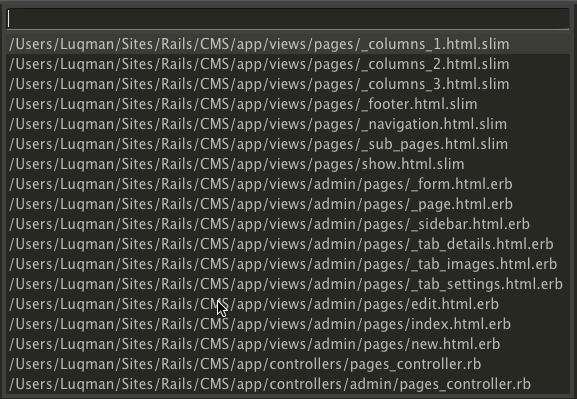 /Users/Luqman/Sites/Rails/CMS/app/views/pages/_columns_1.html.slim
/Users/Luqman/Sites/Rails/CMS/app/views/pages/_columns_2.html.slim
/Users/Luqman/Sites/Rails/CMS/app/views/pages/_columns_3.html.slim
/Users/Luqman/Sites/Rails/CMS/app/views/pages/_footer.html.slim
/Users/Luqman/Sites/Rails/CMS/app/views/pages/_navigation.html.slim
/Users/Luqman/Sites/Rails/CMS/app/views/pages/_sub_pages.html.slim
/Users/Luqman/Sites/Rails/CMS/app/views/pages/show.html.slim
/Users/Luqman/Sites/Rails/CMS/app/views/admin/pages/_form.html.erb
/Users/Luqman/Sites/Rails/CMS/app/views/admin/pages/_page.html.erb
/Users/Luqman/Sites/Rails/CMS/app/views/admin/pages/_sidebar.html.erb
/Users/Luqman/Sites/Rails/CMS/app/views/admin/pages/_tab_details.html.erb
/Users/Luqman/Sites/Rails/CMS/app/views/admin/pages/_tab_images.html.erb
/Users/Luqman/Sites/Rails/CMS/app/views/admin/pages/_tab_settings.html.erb
/Users/Luqman/Sites/Rails/CMS/app/views/admin/pages/edit.html.erb
/Users/Luqman/Sites/Rails/CMS/app/views/admin/pages/index.html.erb
/Users/Luqman/Sites/Rails/CMS/app/views/admin/pages/new.html.erb
/Users/Luqman/Sites/Rails/CMS/app/controllers/pages_controller.rb
/Users/Luqman/Sites/Rails/CMS/app/controllers/admin/pages_controller.rb